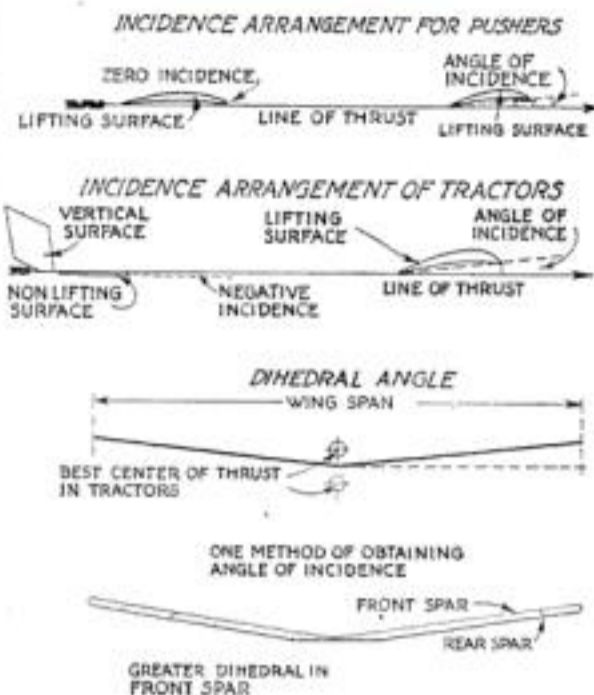 INCIDENCE ARRANGEMENT FOR PUSHERS
ZERO INCIDENCE,
ANGLE OF
INCIDENCE
LIFTING SURFACE
LINE OF THRUST
LIFTING SURFACE
INCIDENCE ARRANGEMENT OF TRACTORS
VERTICAL
SURFACE
LIFTING
SURFACE
ANGLE OF
INCIDENCE
NON LIFTING
SURFACE
NEGATIVE
INCIDENCE
LINE OF THRUST
DIHEDRAL ANGLE
WING SPAN
BEST CENTER OF THRUST
IN TRACTORS
ONE METHOD OF OBTAINING
ANGLE OF INCIDENCE
FRONT SPAR
REAR SPAR
GREATER DIHEDRAL IN
FRONT SPAR